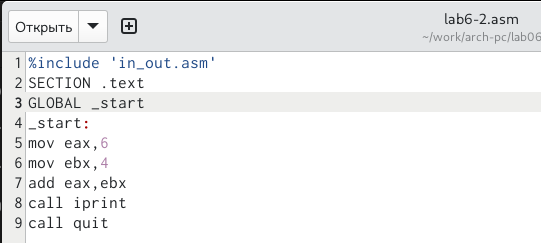 Открыть
lab6-2.asm
~/work/arch-pc/lab06
1 %include 'in_out.asm'
2 SECTION .text
3 GLOBAL _start
4 _start:
5 mov eax,6
6 mov ebx,4
7 add eax,ebx
8 call iprint
9 call quit